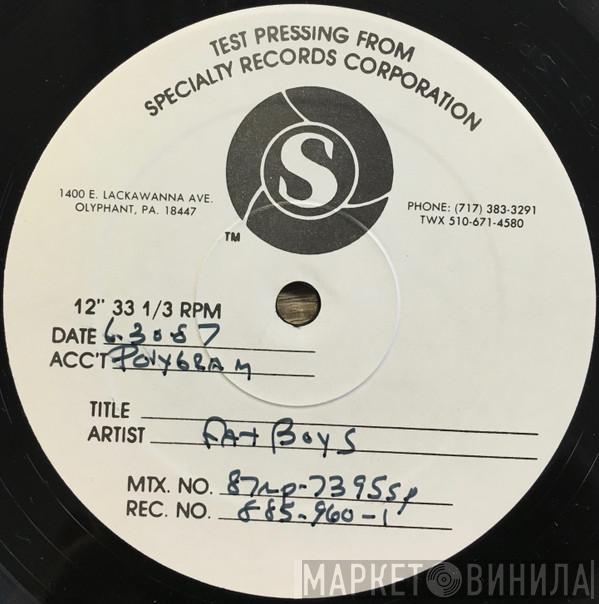 TEST PRESSING FROM
SPECIALTY RECORDS CORPORATION
S
1400 E. LACKAWANNA AVE.
OLYPHANT, PA. 18447
PHONE: (717) 383-3291
TWX 510-671-4580
TM
12" 33 1/3 RPM
DATE 6.30.87
ACC'T POLYGRAM
TITLE
ARTIST FAT BOYS
MTX. NO. 87NP-7395SP
REC. NO. 885-960-1
МАРКЕТ ВИНИЛА